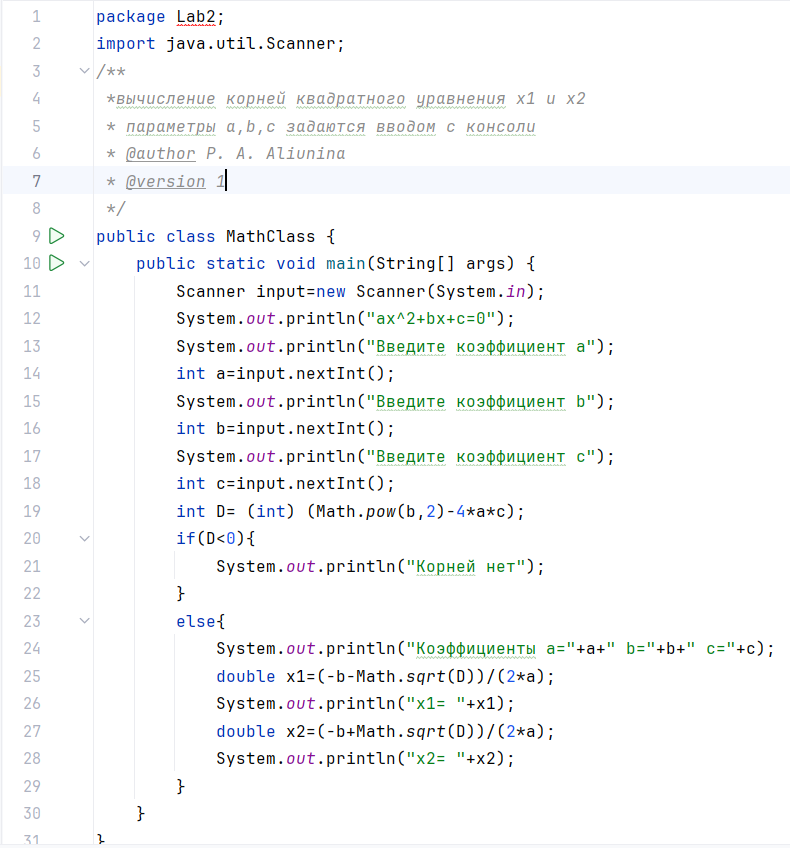 1 package Lab2;
2 import java.util.Scanner;
3 /**
4 *вычисление корней квадратного уравнения x1 и x2
5 * параметры a,b,c задаются вводом с консоли
6 * @author P. A. Aliunina
7 * @version 1
8 */
9 public class MathClass {
10 public static void main(String[] args) {
11 Scanner input=new Scanner(System.in);
12 System.out.println("ax^2+bx+c=0");
13 System.out.println("Введите коэффициент a");
14 int a=input.nextInt();
15 System.out.println("Введите коэффициент b");
16 int b=input.nextInt();
17 System.out.println("Введите коэффициент c");
18 int c=input.nextInt();
19 int D= (int) (Math.pow(b,2)-4*a*c);
20 if(D<0){
21 System.out.println("Корней нет");
22 }
23 else{
24 System.out.println("Коэффициенты a="+a+" b="+b+" c="+c);
25 double x1=(-b-Math.sqrt(D))/(2*a);
26 System.out.println("x1= "+x1);
27 double x2=(-b+Math.sqrt(D))/(2*a);
28 System.out.println("x2= "+x2);
29 }
30 }
31 }